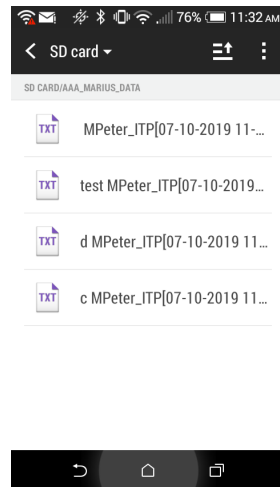 76% 11:32 AM
SD card
SD CARD/AAA_MARIUS_DATA
TXT MPeter_ITP[07-10-2019 11-...
TXT test MPeter_ITP[07-10-2019...
TXT d MPeter_ITP[07-10-2019 11...
TXT c MPeter_ITP[07-10-2019 11...